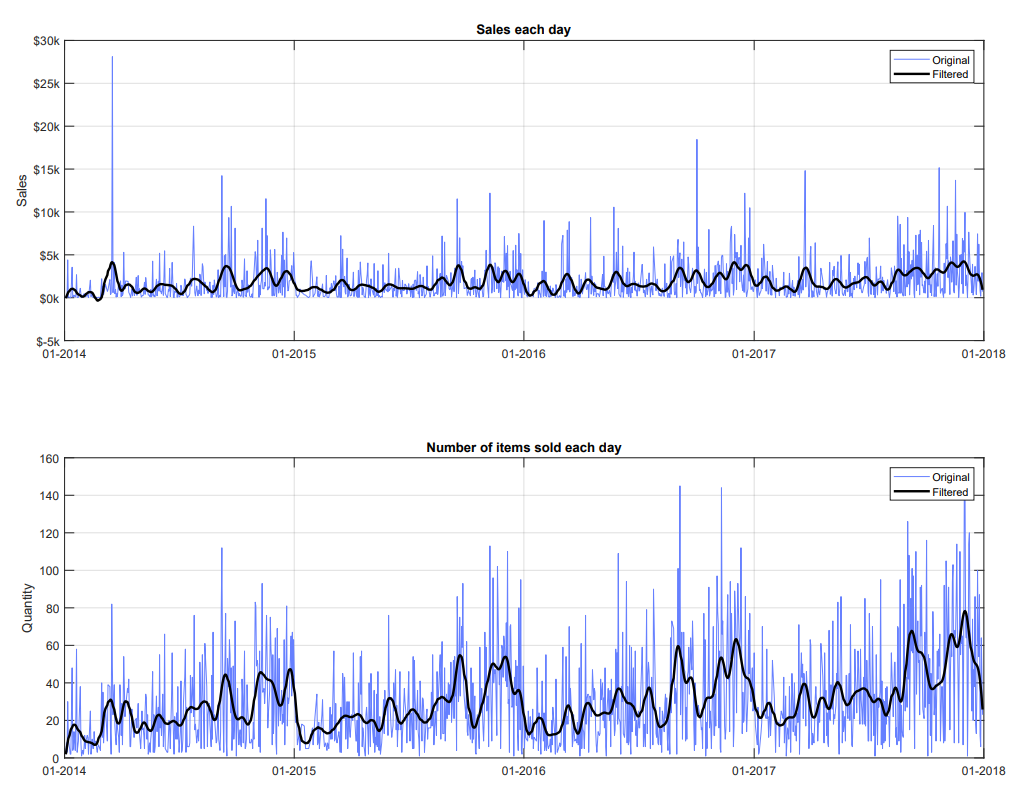 Sales each day
$30k
$25k
$20k
$15k
$10k
$5k
$0k
$-5k
Sales
Original
Filtered
01-2014 01-2015 01-2016 01-2017 01-2018
Number of items sold each day
160
140
120
100
80
60
40
20
0
Quantity
Original
Filtered
01-2014 01-2015 01-2016 01-2017 01-2018